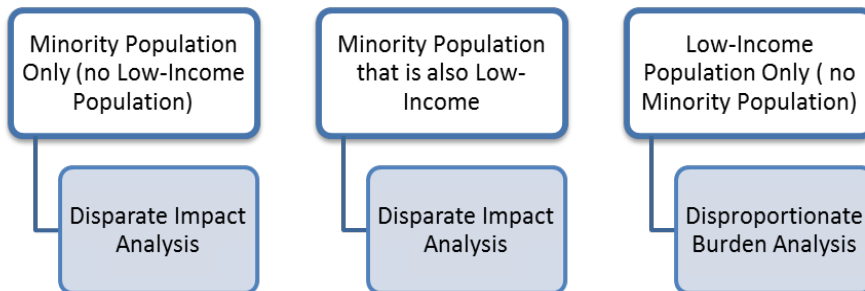 Minority Population
Only (no Low-Income
Population)
Disparate Impact
Analysis
Minority Population
that is also Low-
Income
Disparate Impact
Analysis
Low-Income
Population Only ( no
Minority Population)
Disproportionate
Burden Analysis